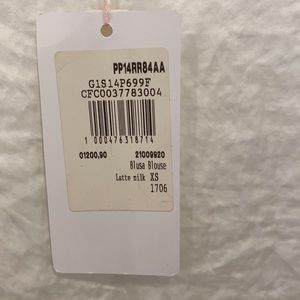 PP14RR84AA
G1S14P699F
CFC0037783004
1 000476318714
01200,90 21009920
Blusa Blouse
Latte milk XS
1706